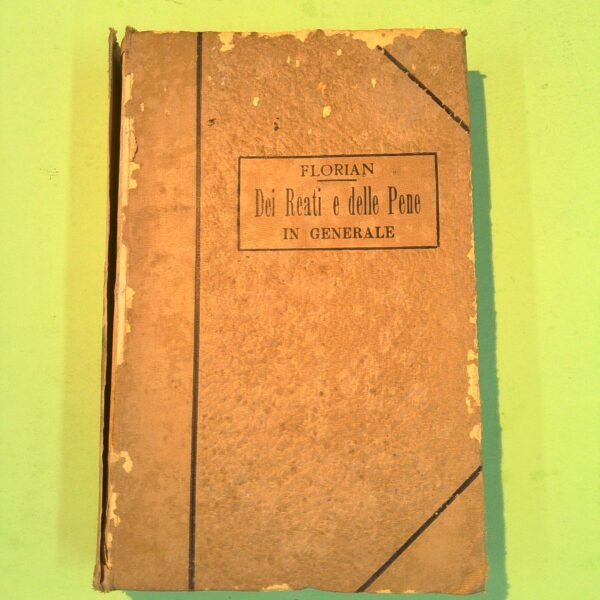 FLORIAN
Dei Reati e delle Pene
IN GENERALE